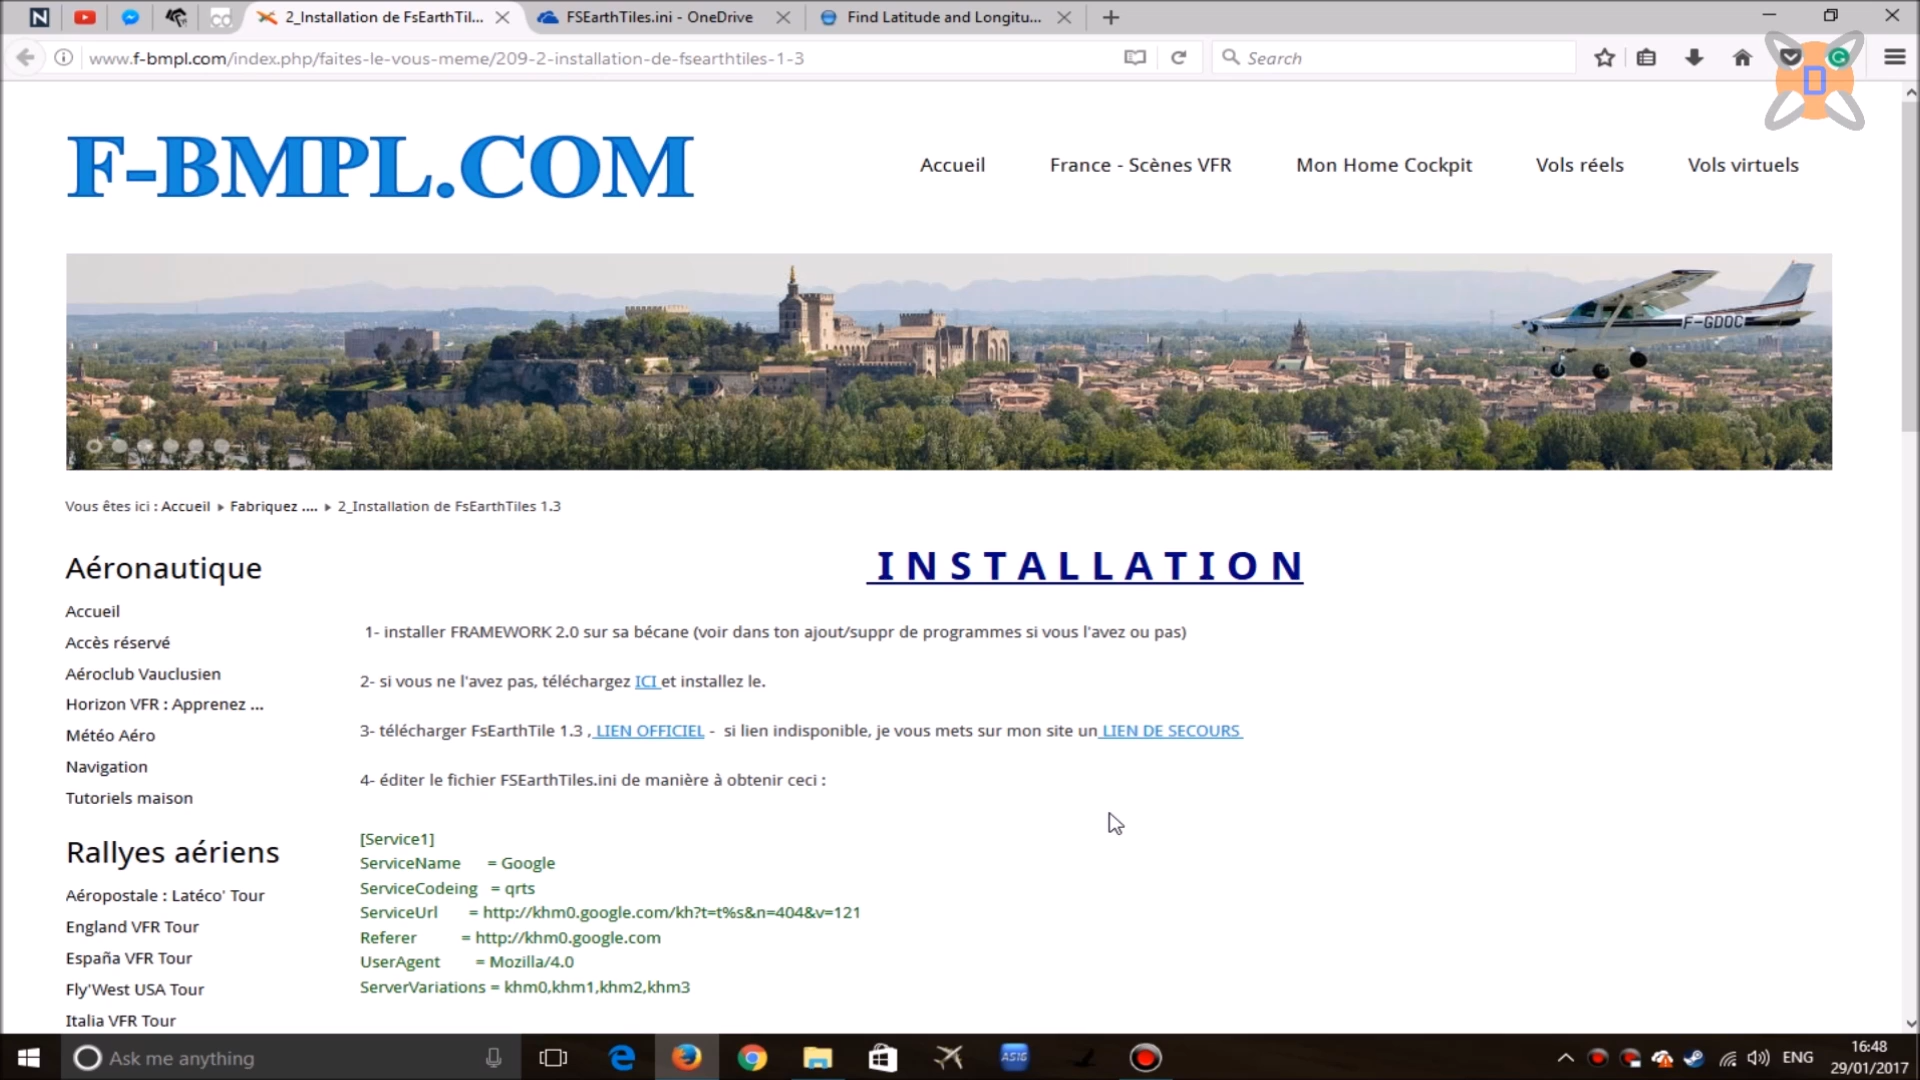 2_Installation de FsEarthTil...
FSEarthTiles.ini - OneDrive
Find Latitude and Longitu...
www.f-bmpl.com/index.php/faites-le-vous-meme/209-2-installation-de-fsearthtiles-1-3
Search
D
F-BMPL.COM
Accueil
France - Scènes VFR
Mon Home Cockpit
Vols réels
Vols virtuels
F-GDOC
Vous êtes ici : Accueil ▸ Fabriquez .... ▸ 2_Installation de FsEarthTiles 1.3
Aéronautique
Accueil
Accès réservé
Aéroclub Vauclusien
Horizon VFR : Apprenez ...
Météo Aéro
Navigation
Tutoriels maison
Rallyes aériens
Aéropostale : Latéco' Tour
England VFR Tour
España VFR Tour
Fly'West USA Tour
Italia VFR Tour
INSTALLATION
1- installer FRAMEWORK 2.0 sur sa bécane (voir dans ton ajout/suppr de programmes si vous l'avez ou pas)
2- si vous ne l'avez pas, téléchargez ICI et installez le.
3- télécharger FsEarthTile 1.3 , LIEN OFFICIEL - si lien indisponible, je vous mets sur mon site un LIEN DE SECOURS
4- éditer le fichier FSEarthTiles.ini de manière à obtenir ceci :
[Service1]
ServiceName = Google
ServiceCodeing = qrts
ServiceUrl = http://khm0.google.com/kh?t=t%s&n=404&v=121
Referer = http://khm0.google.com
UserAgent = Mozilla/4.0
ServerVariations = khm0,khm1,khm2,khm3
Ask me anything
AS16
ENG
16:48
29/01/2017